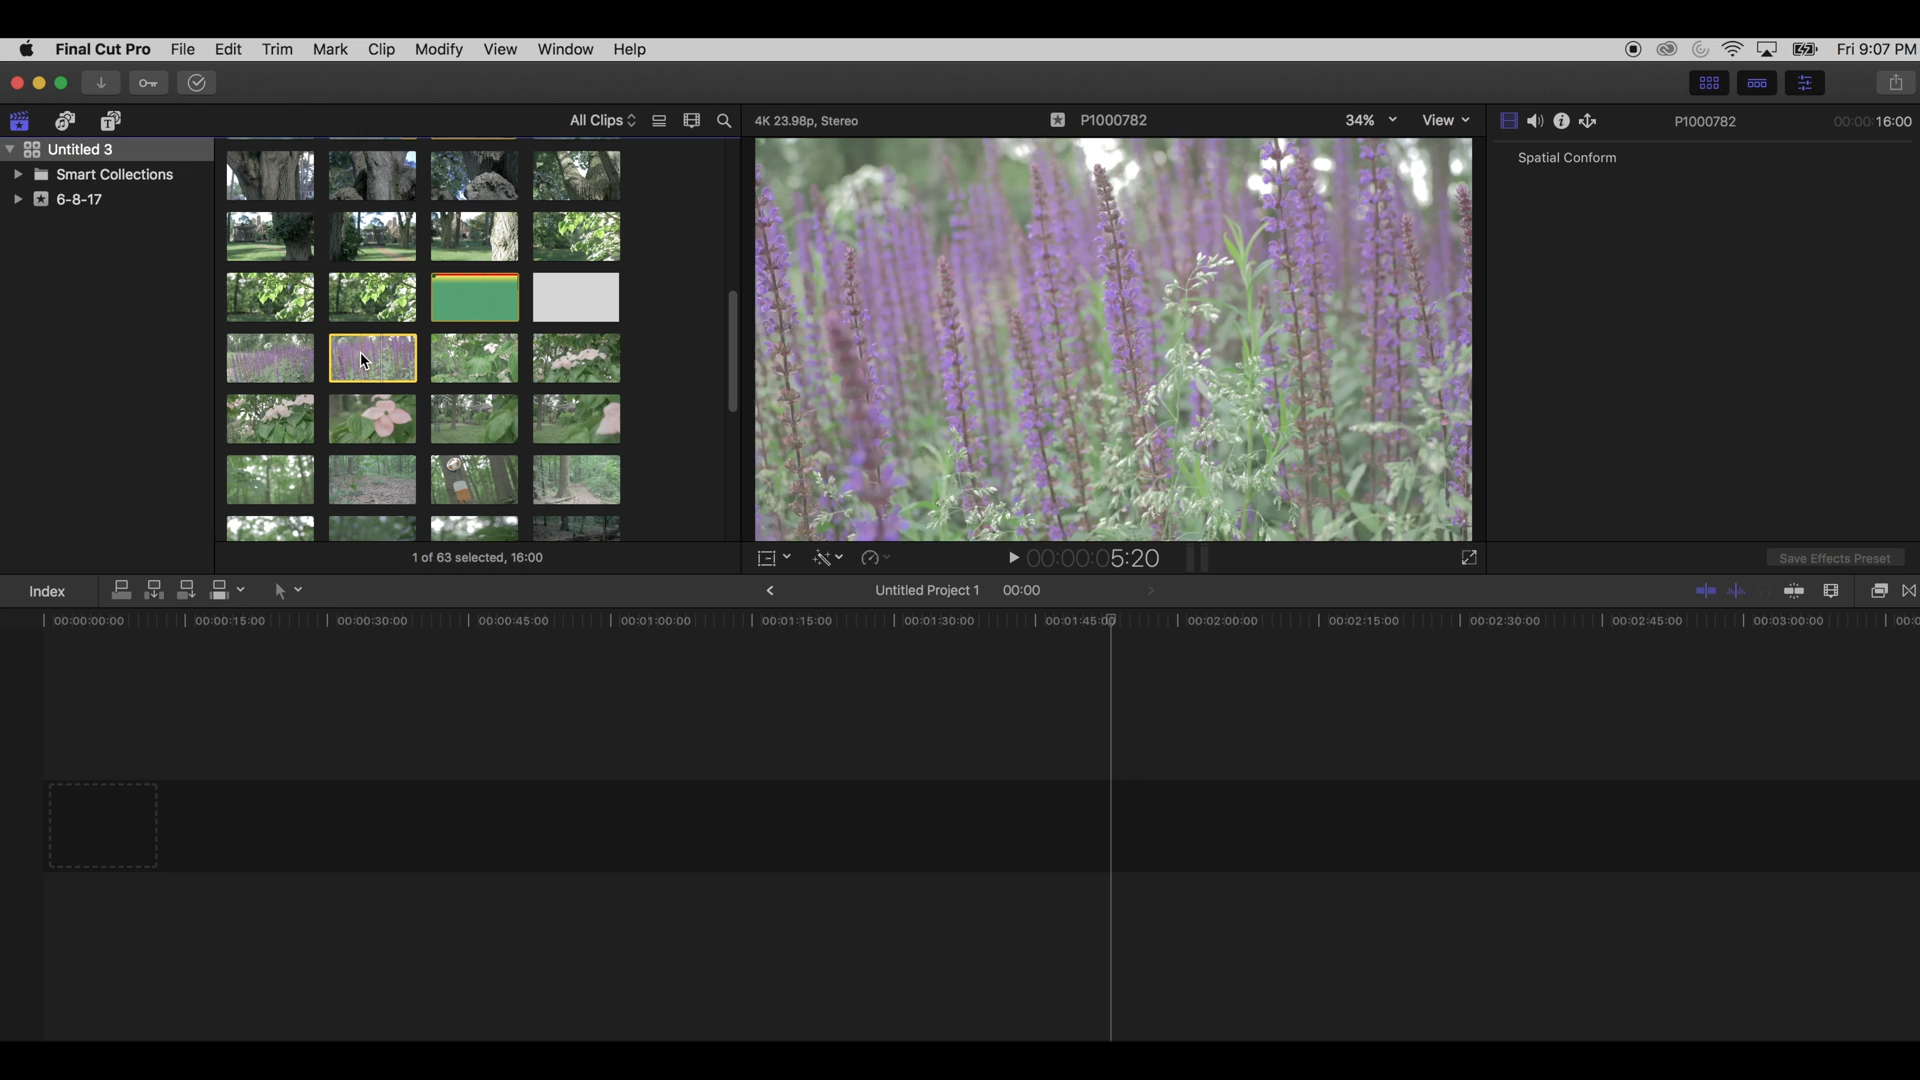 Final Cut Pro File Edit Trim Mark Clip Modify View Window Help Fri 9:07 PM
All Clips 4K 23.98p, Stereo P1000782 34% View P1000782 00:00:16:00
Untitled 3
Spatial Conform
Smart Collections
6-8-17
1 of 63 selected, 16:00 00:00:05:20 Save Effects Preset
Index Untitled Project 1 00:00
00:00:00:00 00:00:15:00 00:00:30:00 00:00:45:00 00:01:00:00 00:01:15:00 00:01:30:00 00:01:45:00 00:02:00:00 00:02:15:00 00:02:30:00 00:02:45:00 00:03:00:00